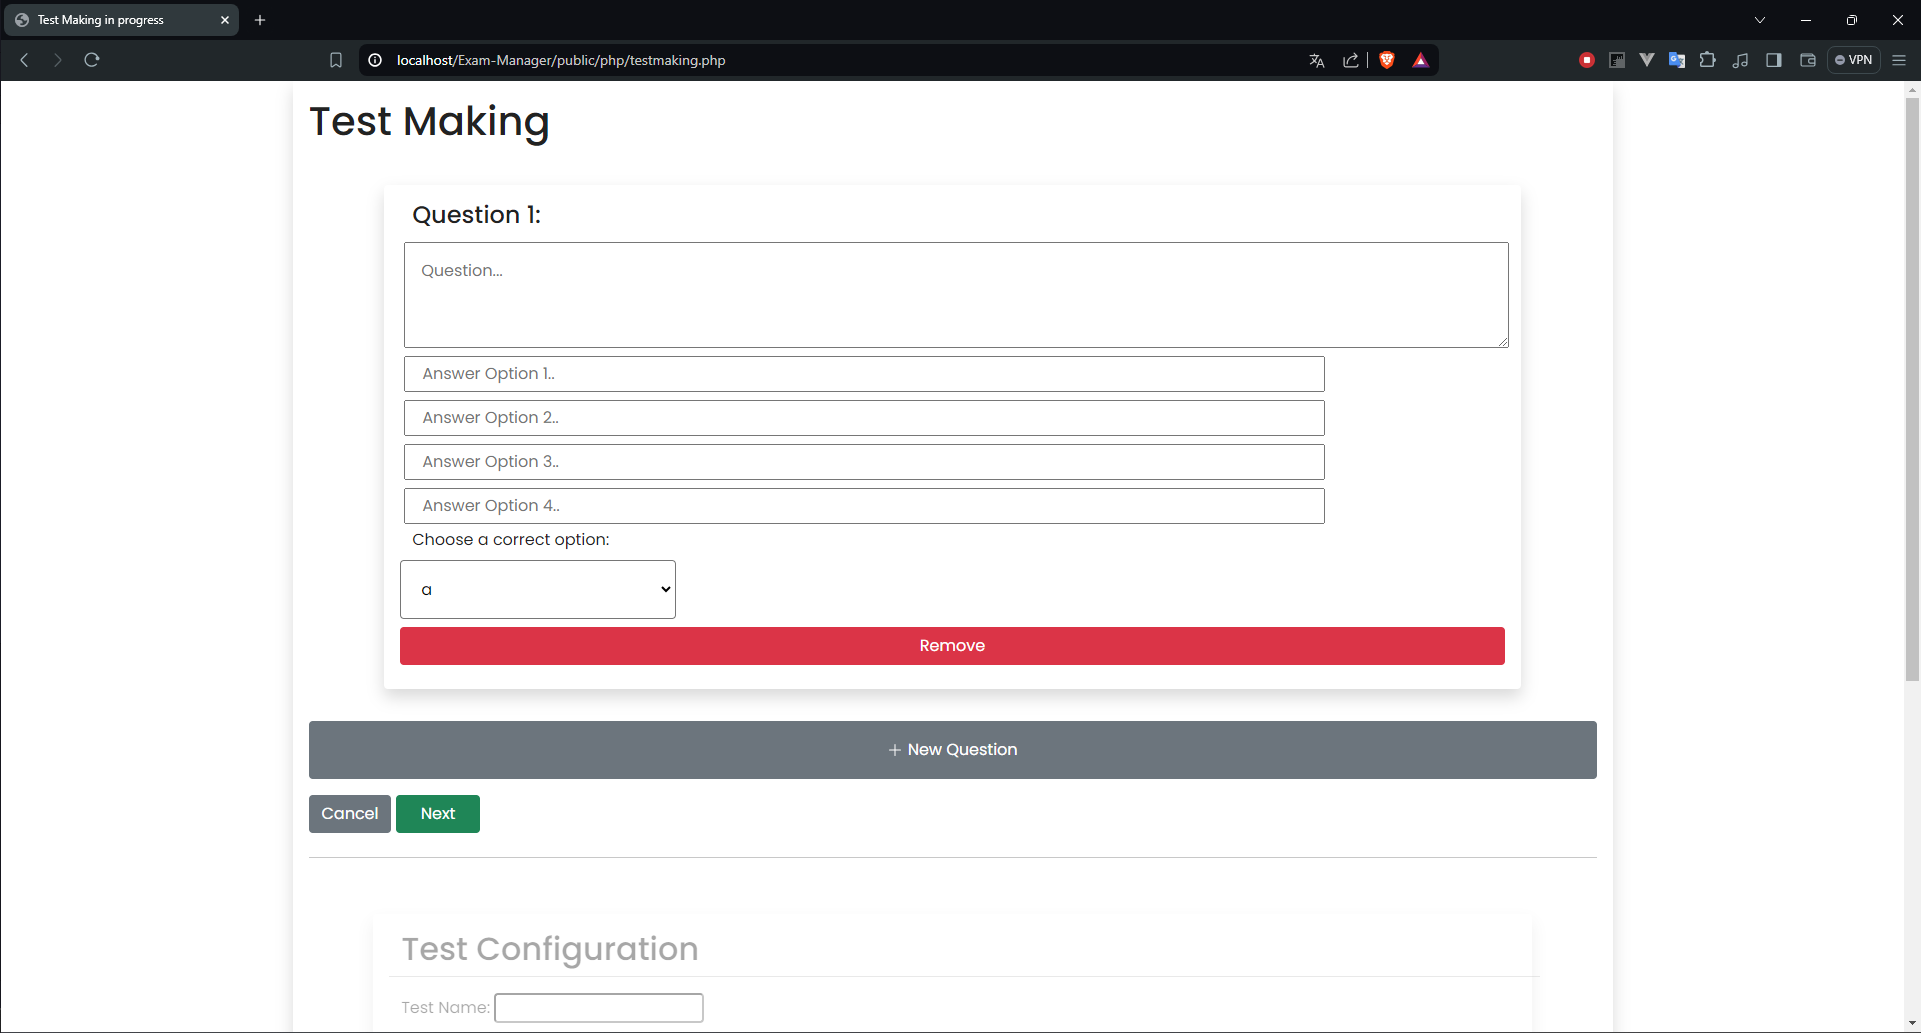 Test Making in progress
localhost/Exam-Manager/public/php/testmaking.php
VPN
Test Making
Question 1:
Question...
Answer Option 1..
Answer Option 2..
Answer Option 3..
Answer Option 4..
Choose a correct option:
a
Remove
+ New Question
Cancel Next
Test Configuration
Test Name: